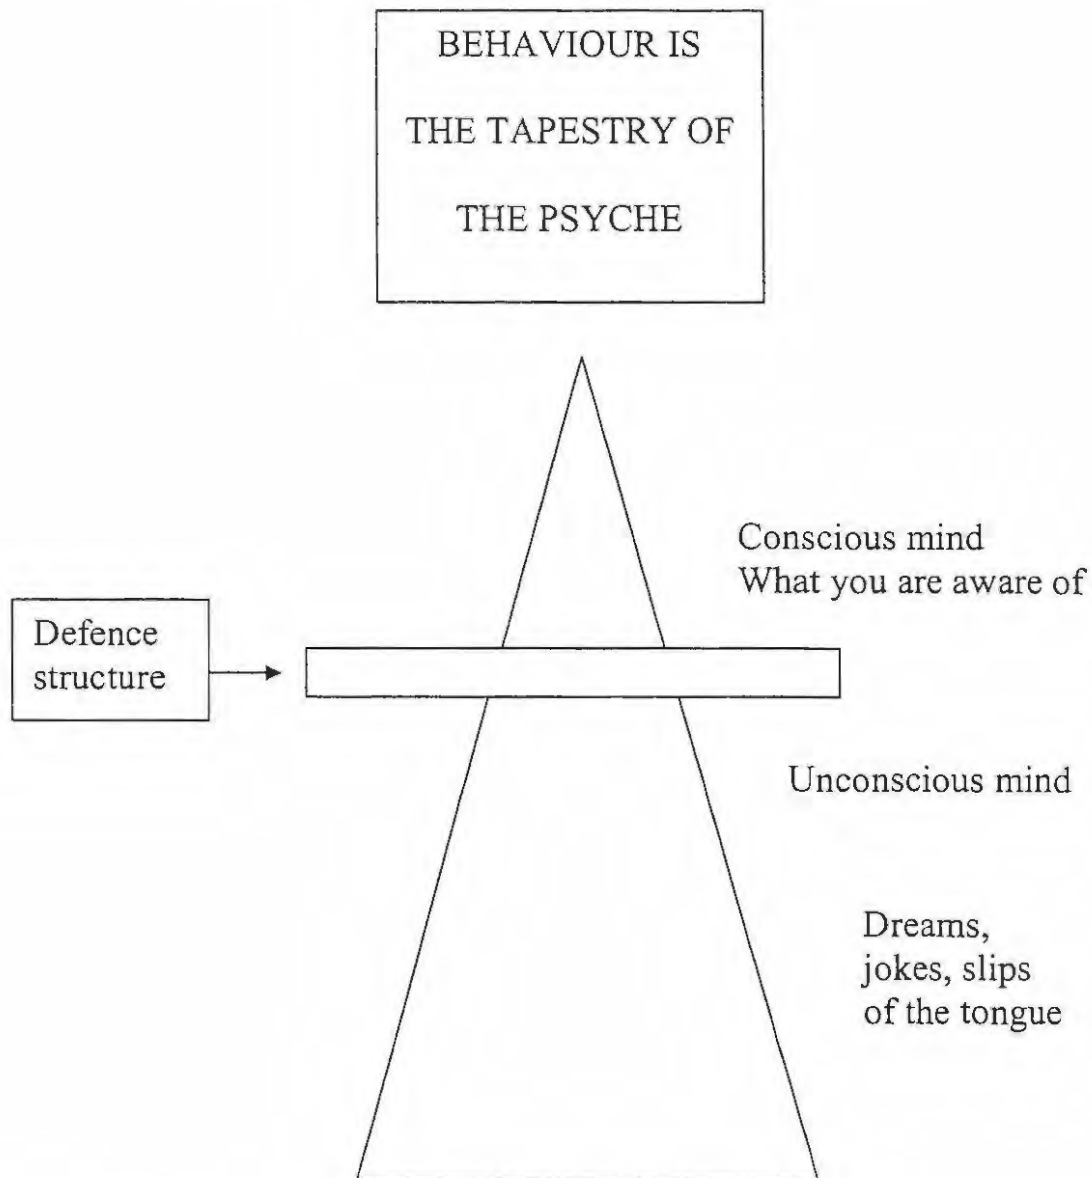 BEHAVIOUR IS
THE TAPESTRY OF
THE PSYCHE
Conscious mind
What you are aware of
Defence
structure
Unconscious mind
Dreams,
jokes, slips
of the tongue